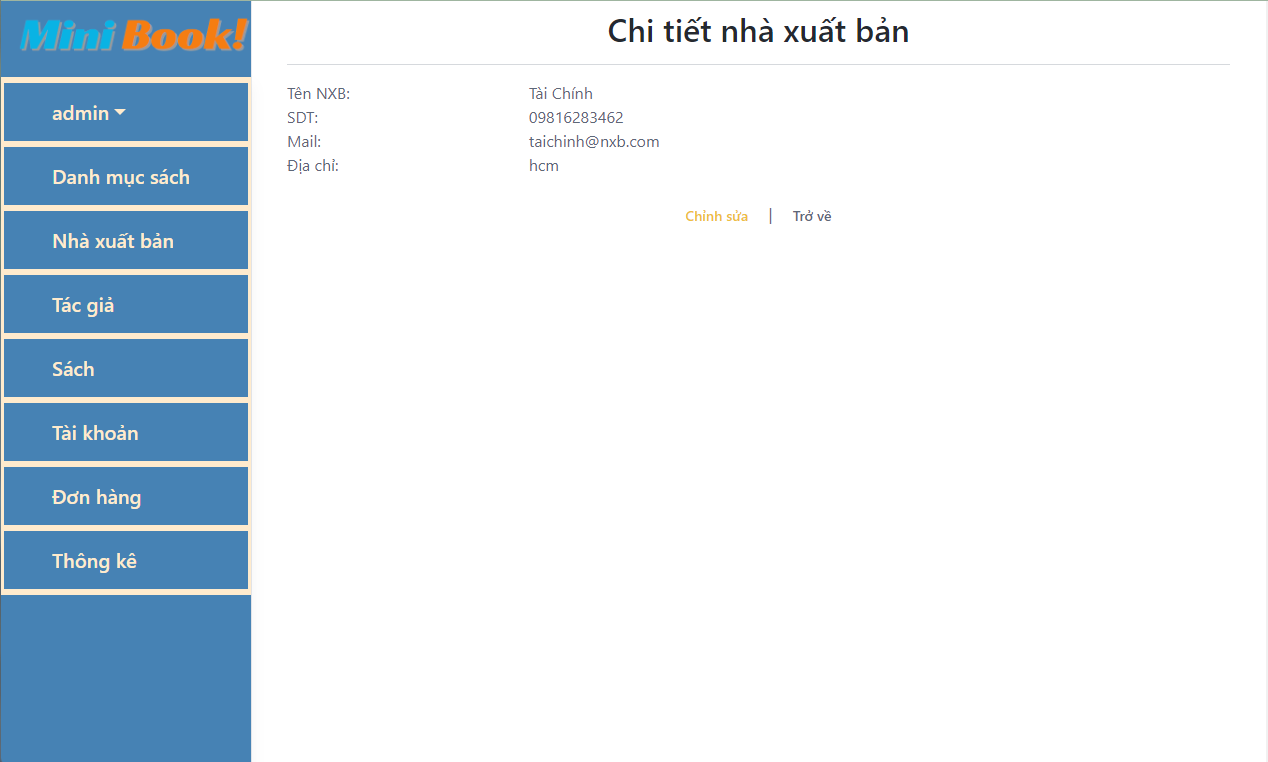 Mini Book!
admin
Danh mục sách
Nhà xuất bản
Tác giả
Sách
Tài khoản
Đơn hàng
Thông kê
Chi tiết nhà xuất bản
Tên NXB: Tài Chính
SDT: 09816283462
Mail: taichinh@nxb.com
Địa chỉ: hcm
Chỉnh sửa | Trở về